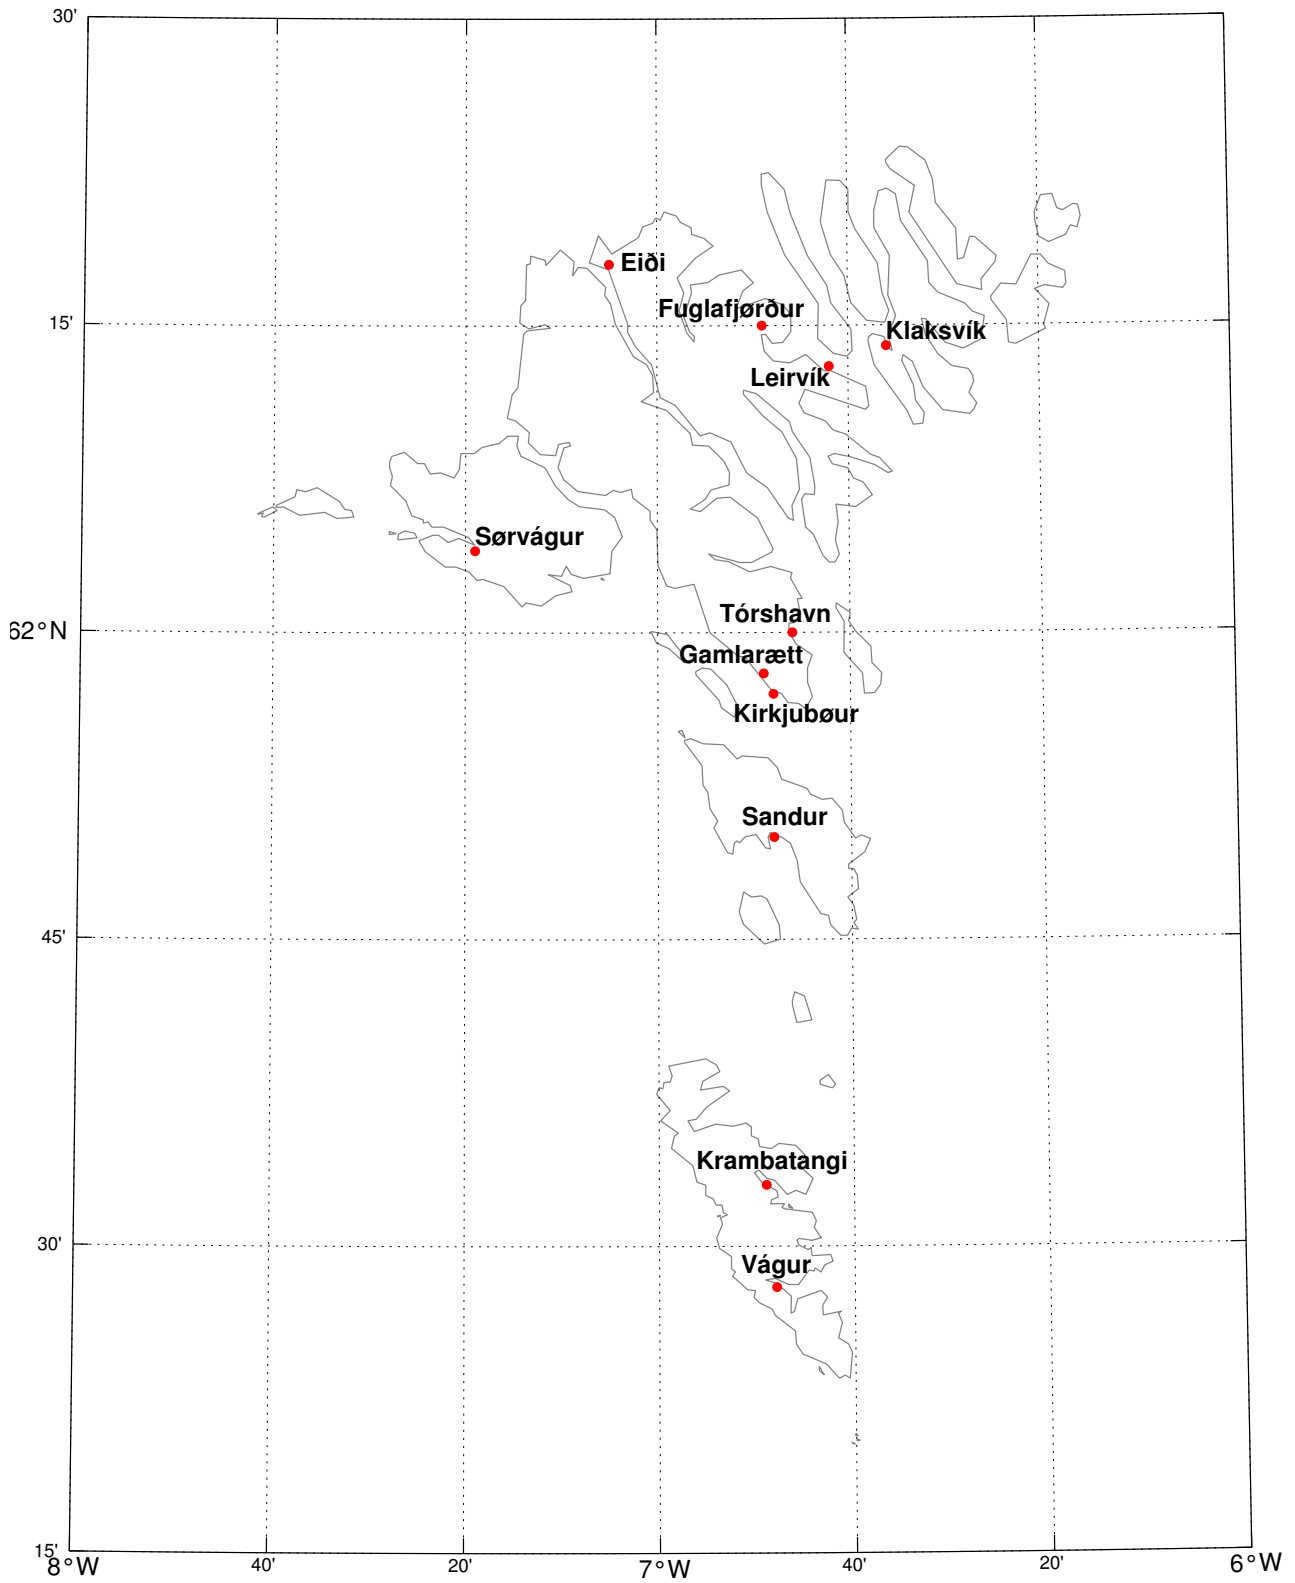 30'
Eiði
Fuglafjørður
15'
Klaksvík
Leirvík
Sørvágur
Tórshavn
62°N
Gamlarætt
Kirkjubøur
Sandur
45'
Krambatangi
30'
Vágur
15'
8°W 40' 20' 7°W 40' 20' 6°W